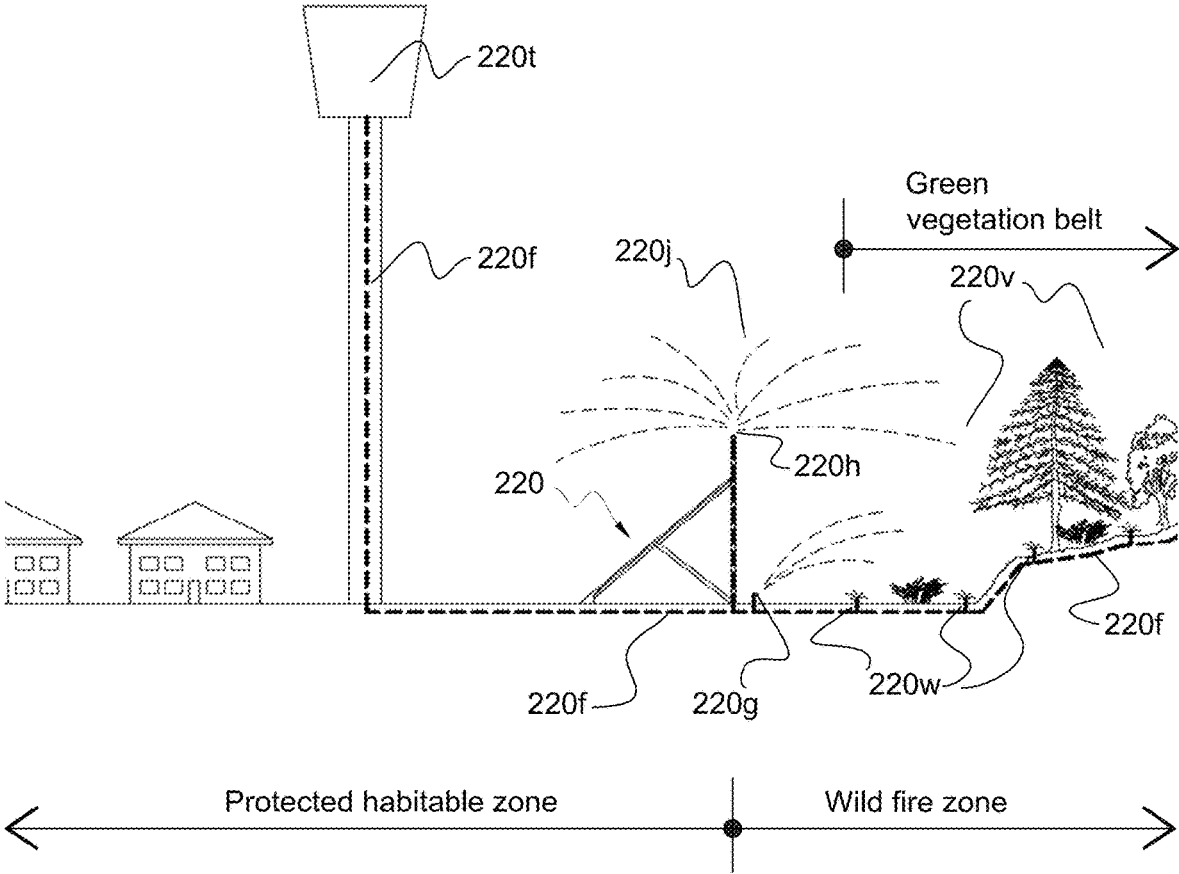 220t
Green
vegetation belt
220f
220j
220v
220h
220
220f
220w
220f
220g
Protected habitable zone
Wild fire zone